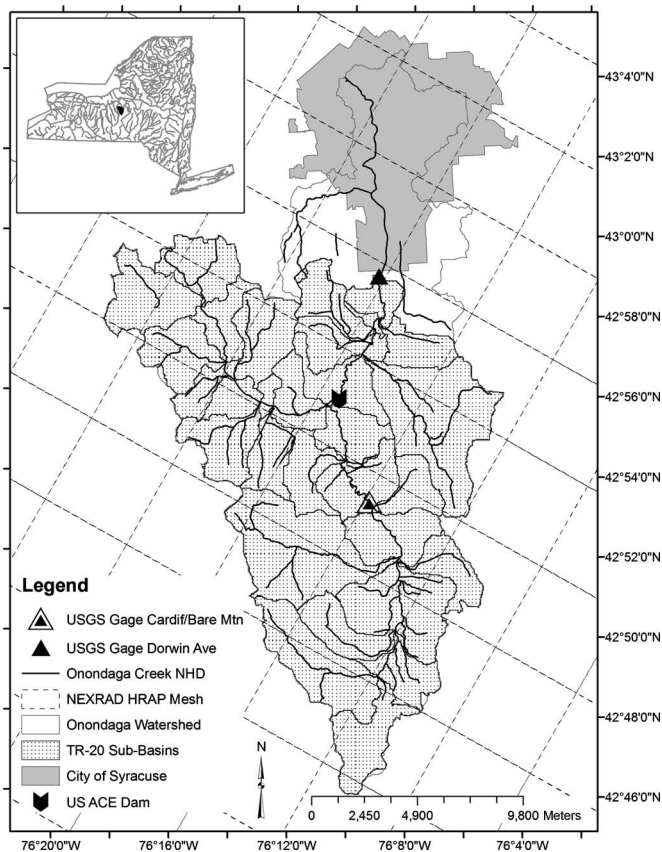 43°4'0"N
43°2'0"N
43°0'0"N
42°58'0"N
42°56'0"N
42°54'0"N
42°52'0"N
42°50'0"N
42°48'0"N
42°46'0"N
Legend
USGS Gage Cardif/Bare Mtn
USGS Gage Dorwin Ave
Onondaga Creek NHD
NEXRAD HRAP Mesh
Onondaga Watershed
TR-20 Sub-Basins
City of Syracuse
US ACE Dam
N
0 2,450 4,900 9,800 Meters
76°20'0"W 76°16'0"W 76°12'0"W 76°8'0"W 76°4'0"W